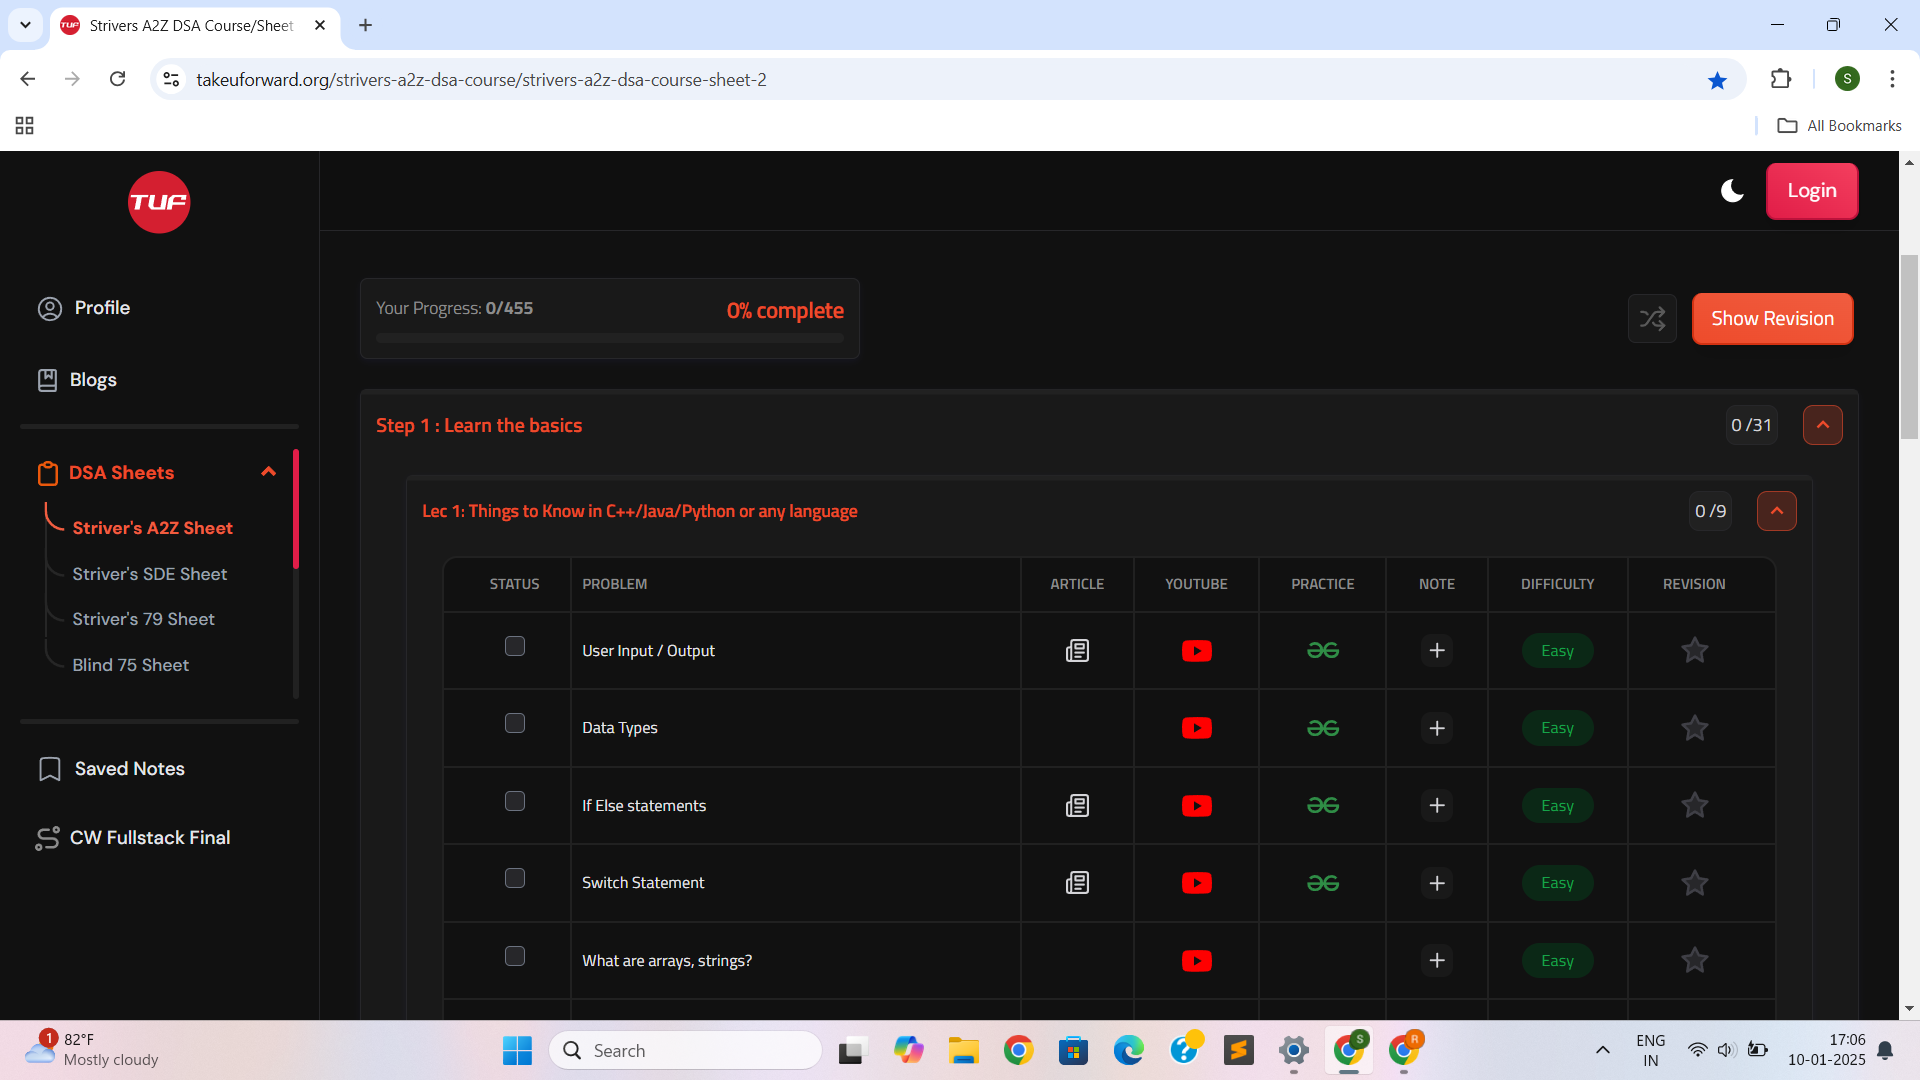 Strivers A2Z DSA Course/Sheet
takeuforward.org/strivers-a2z-dsa-course/strivers-a2z-dsa-course-sheet-2
S
All Bookmarks
TUF
Login
Profile
Blogs
DSA Sheets
Striver's A2Z Sheet
Striver's SDE Sheet
Striver's 79 Sheet
Blind 75 Sheet
Saved Notes
CW Fullstack Final
Your Progress: 0/455
0% complete
Show Revision
Step 1 : Learn the basics
0 /31
Lec 1: Things to Know in C++/Java/Python or any language
0 /9
STATUS PROBLEM ARTICLE YOUTUBE PRACTICE NOTE DIFFICULTY REVISION
User Input / Output Easy
Data Types Easy
If Else statements Easy
Switch Statement Easy
What are arrays, strings? Easy
1
82°F
Mostly cloudy
Search
S
R
ENG
IN
17:06
10-01-2025